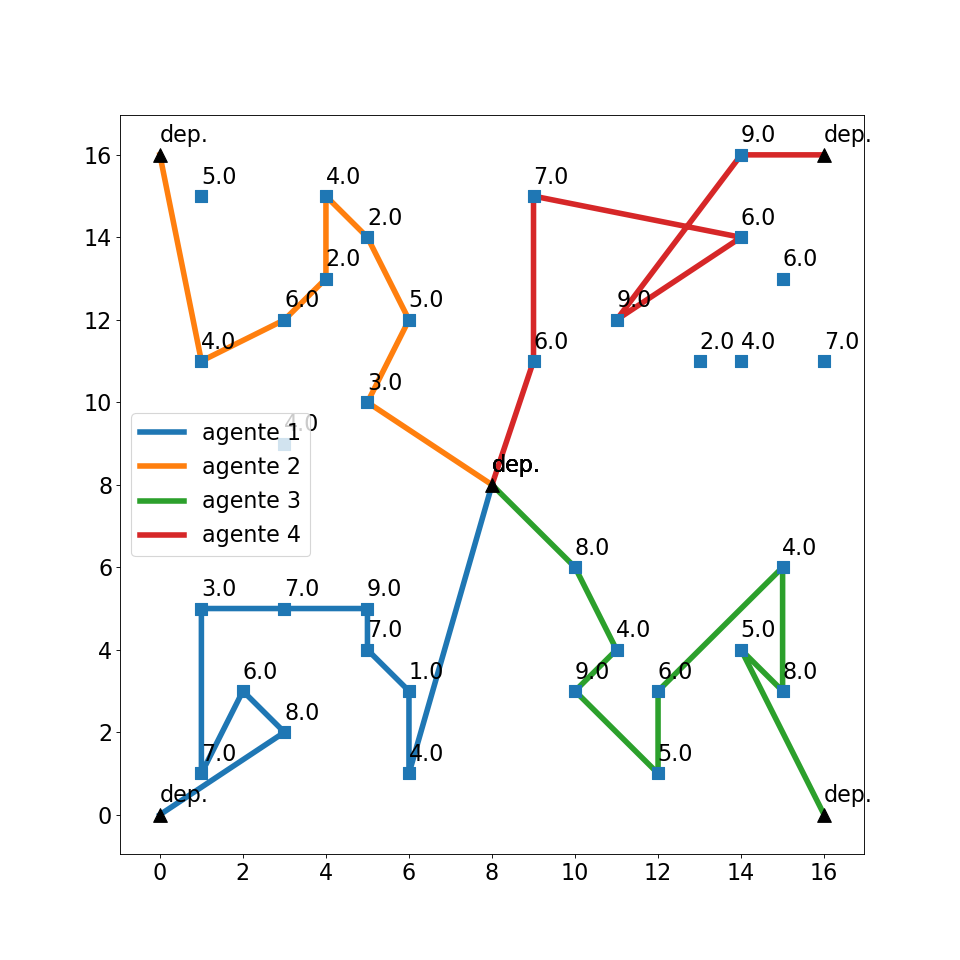 dep. 9.0 dep.
16
5.0 4.0 7.0
2.0 6.0
14
2.0 6.0
6.0 5.0 9.0
12
4.0 6.0 2.0 4.0 7.0
3.0
10
4.0
agente 1
agente 2
agente 3
agente 4
dep.
8
8.0 4.0
6
3.0 7.0 9.0
7.0 4.0 5.0
4
6.0 1.0 9.0 6.0 8.0
8.0
2
7.0 4.0 5.0
dep. dep.
0
0 2 4 6 8 10 12 14 16